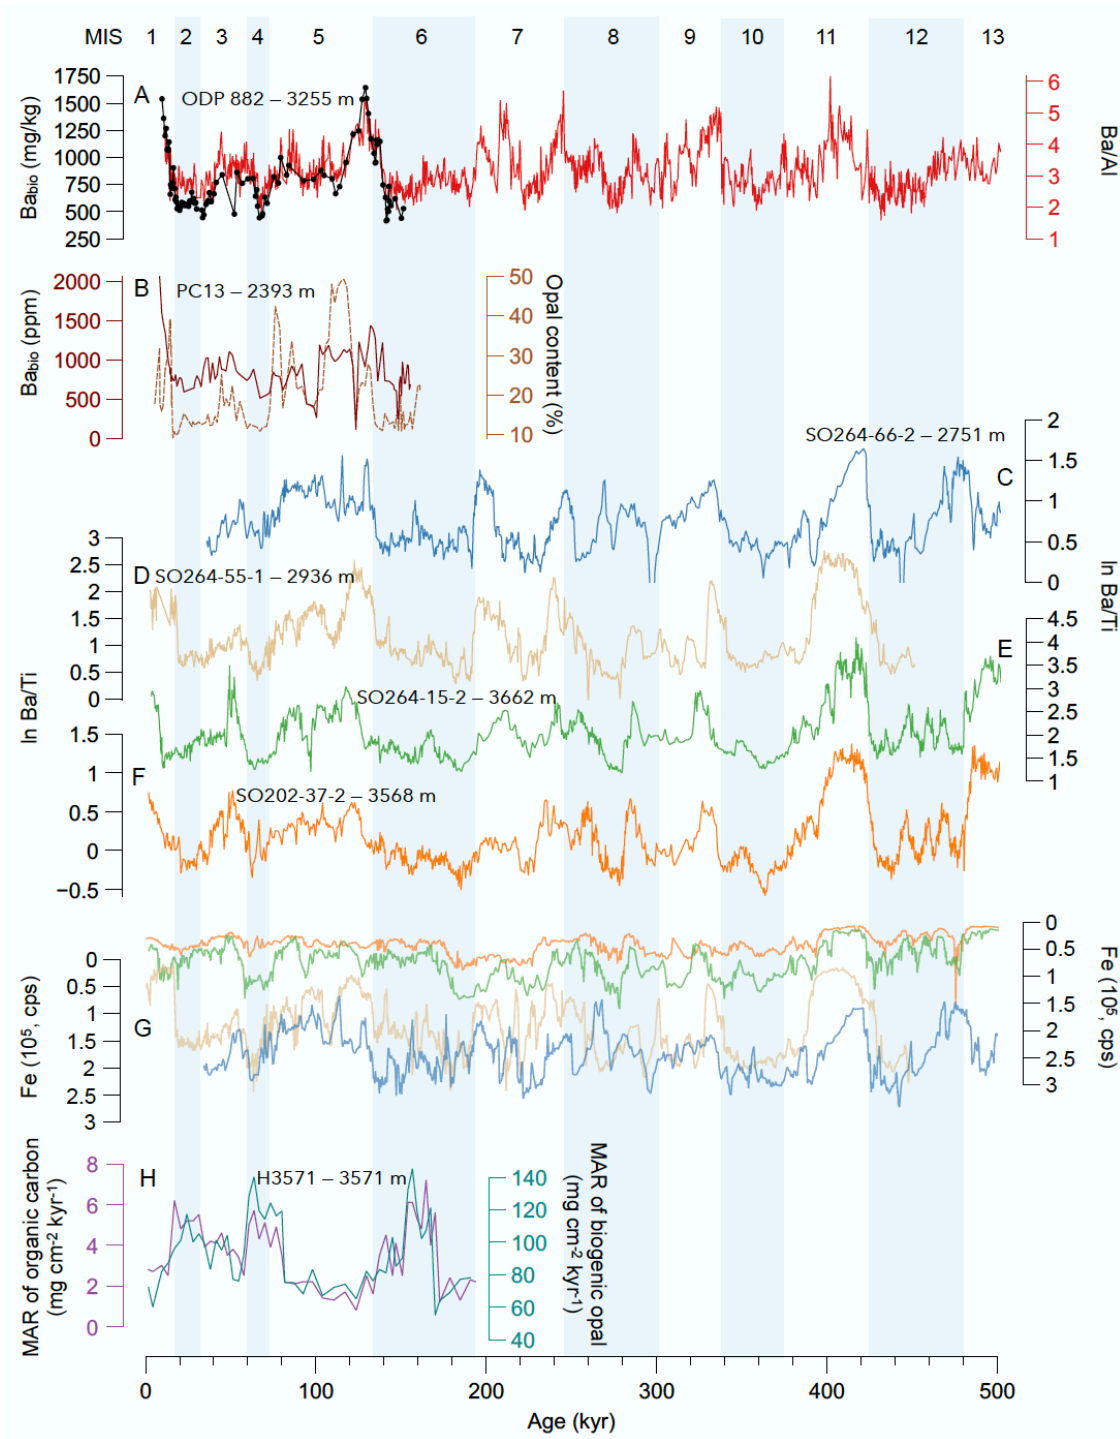 MIS 1 2 3 4 5 6 7 8 9 10 11 12 13
A ODP 882 – 3255 m
Ba_bio (mg/kg)
1750
1500
1250
1000
750
500
250
Ba/Al
6
5
4
3
2
1
B PC13 – 2393 m
Ba_bio (ppm)
2000
1500
1000
500
0
Opal content (%)
50
40
30
20
10
SO264-66-2 – 2751 m
C
2
1.5
1
0.5
0
ln Ba/Ti
D SO264-55-1 – 2936 m
3
2.5
2
1.5
1
0.5
0
ln Ba/Ti
E
SO264-15-2 – 3662 m
4.5
4
3.5
3
2.5
2
1.5
1
F
SO202-37-2 – 3568 m
1.5
1
0.5
0
−0.5
G
Fe (10⁵, cps)
0
0.5
1
1.5
2
2.5
3
Fe (10⁵, cps)
0
0.5
1
1.5
2
2.5
3
H H3571 – 3571 m
MAR of organic carbon
(mg cm⁻² kyr⁻¹)
8
6
4
2
0
MAR of biogenic opal
(mg cm⁻² kyr⁻¹)
140
120
100
80
60
40
0 100 200 300 400 500
Age (kyr)